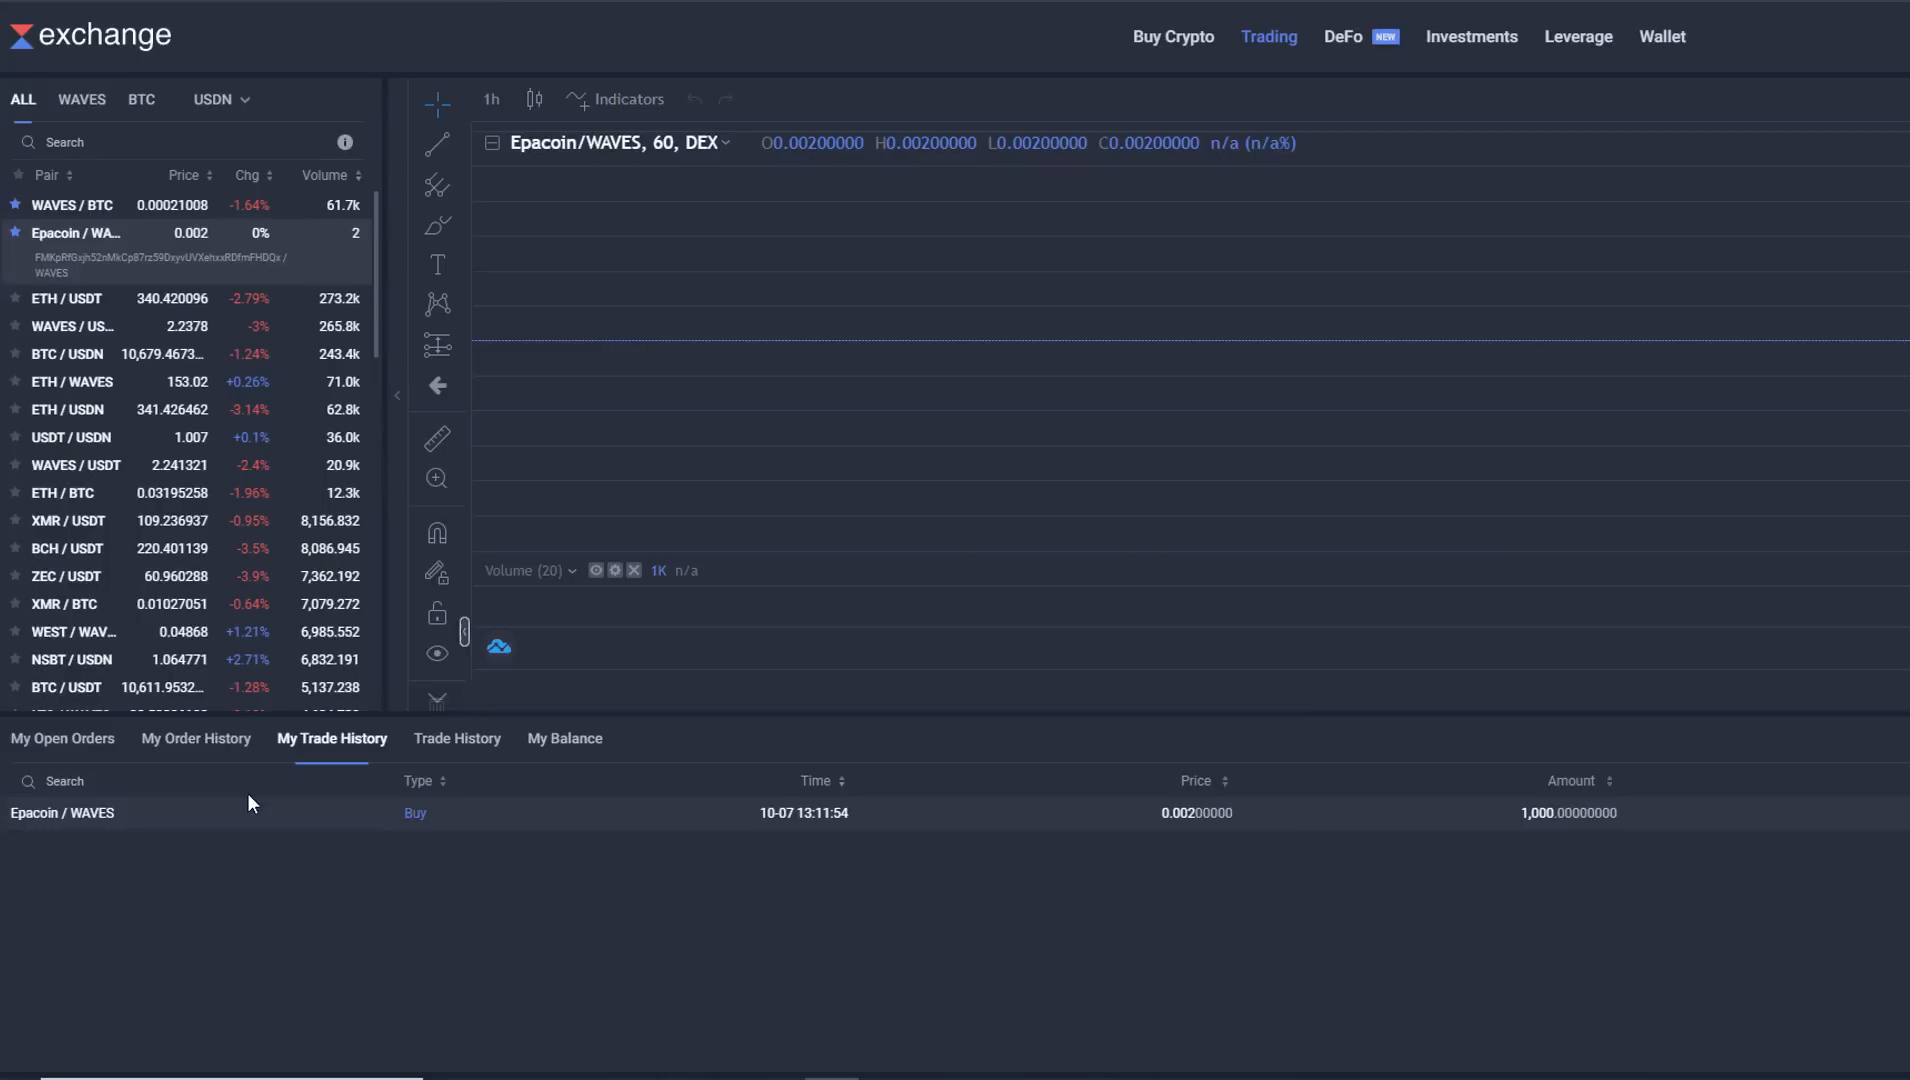 exchange
Buy Crypto Trading DeFo NEW Investments Leverage Wallet
ALL WAVES BTC USDN
1h Indicators
Search
Epacoin/WAVES, 60, DEX O0.00200000 H0.00200000 L0.00200000 C0.00200000 n/a (n/a%)
Pair Price Chg Volume
WAVES / BTC 0.00021008 -1.64% 61.7k
Epacoin / WA... 0.002 0% 2
FMKpRfGxjh52nMkCp87rz59DxyvUVXehxxRDfmFHDQx /
WAVES
ETH / USDT 340.420096 -2.79% 273.2k
WAVES / US... 2.2378 -3% 265.8k
BTC / USDN 10,679.4673... -1.24% 243.4k
ETH / WAVES 153.02 +0.26% 71.0k
ETH / USDN 341.426462 -3.14% 62.8k
USDT / USDN 1.007 +0.1% 36.0k
WAVES / USDT 2.241321 -2.4% 20.9k
ETH / BTC 0.03195258 -1.96% 12.3k
XMR / USDT 109.236937 -0.95% 8,156.832
BCH / USDT 220.401139 -3.5% 8,086.945
ZEC / USDT 60.960288 -3.9% 7,362.192
XMR / BTC 0.01027051 -0.64% 7,079.272
WEST / WAV... 0.04868 +1.21% 6,985.552
NSBT / USDN 1.064771 +2.71% 6,832.191
BTC / USDT 10,611.9532... -1.28% 5,137.238
Volume (20) 1K n/a
My Open Orders My Order History My Trade History Trade History My Balance
Search Type Time Price Amount
Epacoin / WAVES Buy 10-07 13:11:54 0.00200000 1,000.00000000